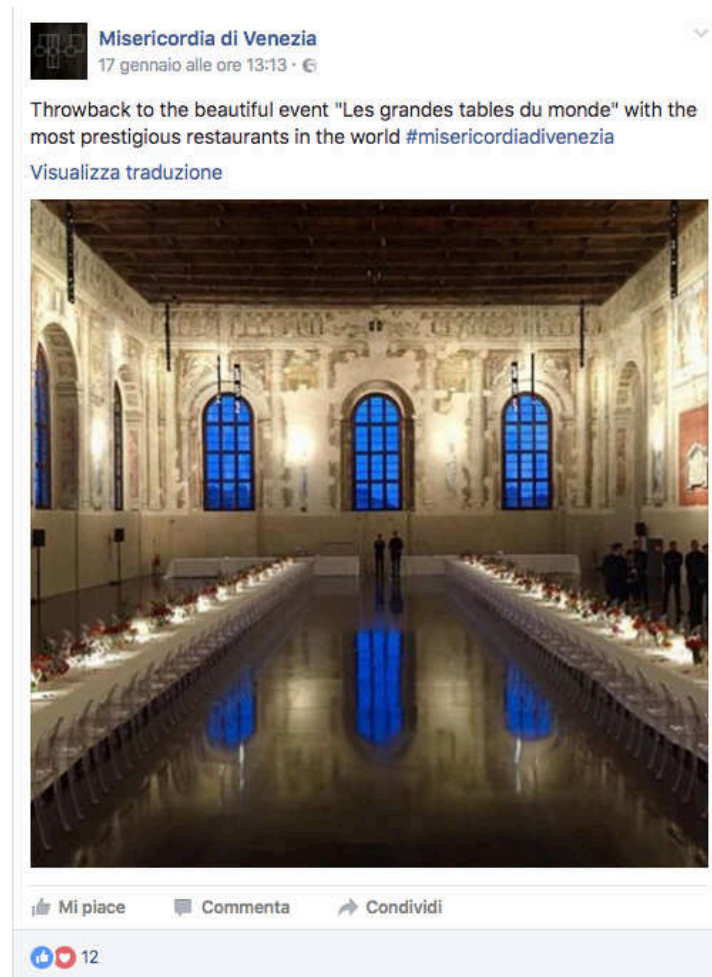 Misericordia di Venezia
17 gennaio alle ore 13:13 ·
Throwback to the beautiful event "Les grandes tables du monde" with the
most prestigious restaurants in the world #misericordiadivenezia
Visualizza traduzione
Mi piace Commenta Condividi
12